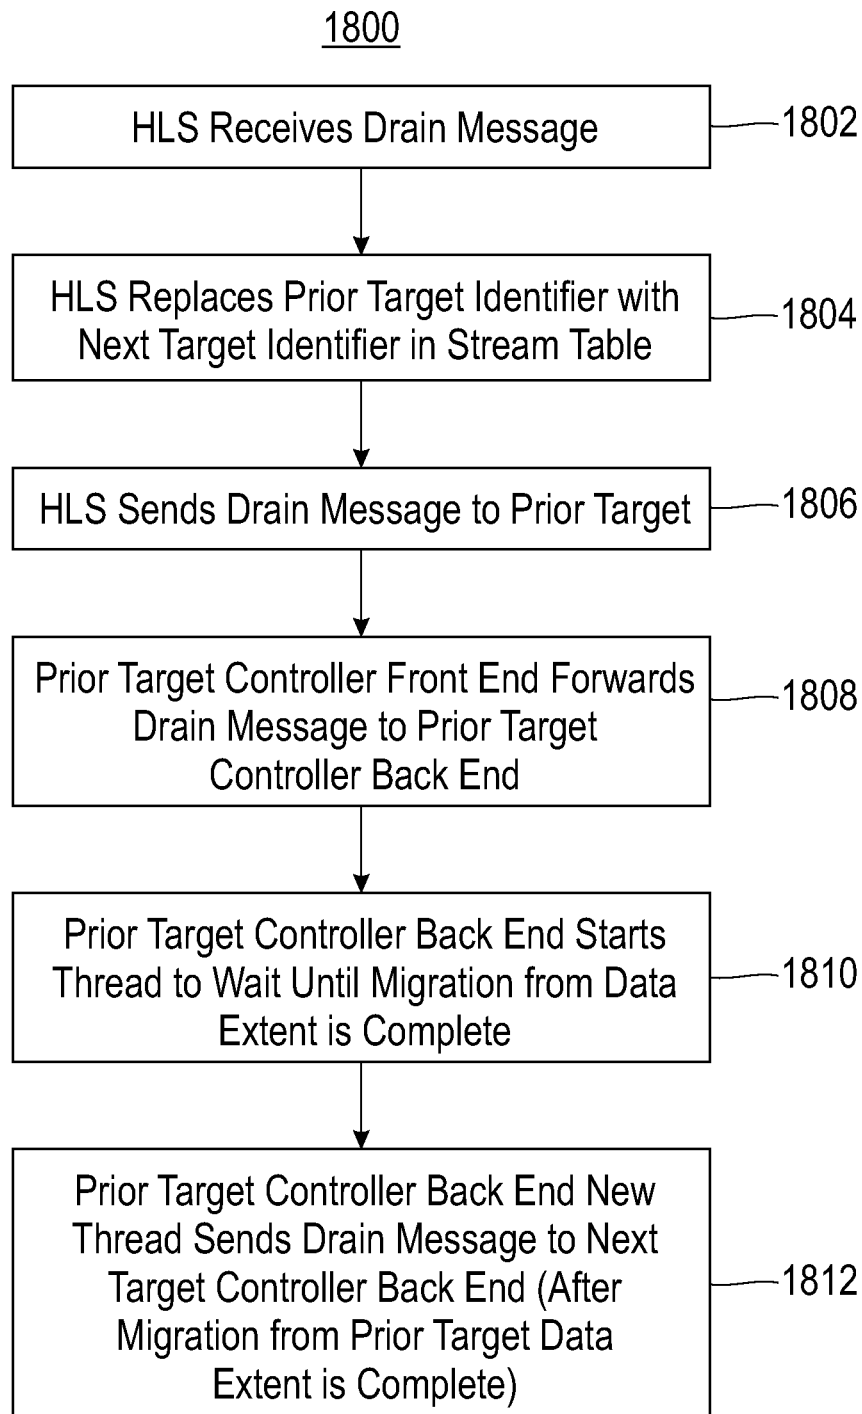 1800
HLS Receives Drain Message
1802
HLS Replaces Prior Target Identifier with
Next Target Identifier in Stream Table
1804
HLS Sends Drain Message to Prior Target
1806
Prior Target Controller Front End Forwards
Drain Message to Prior Target
Controller Back End
1808
Prior Target Controller Back End Starts
Thread to Wait Until Migration from Data
Extent is Complete
1810
Prior Target Controller Back End New
Thread Sends Drain Message to Next
Target Controller Back End (After
Migration from Prior Target Data
Extent is Complete)
1812